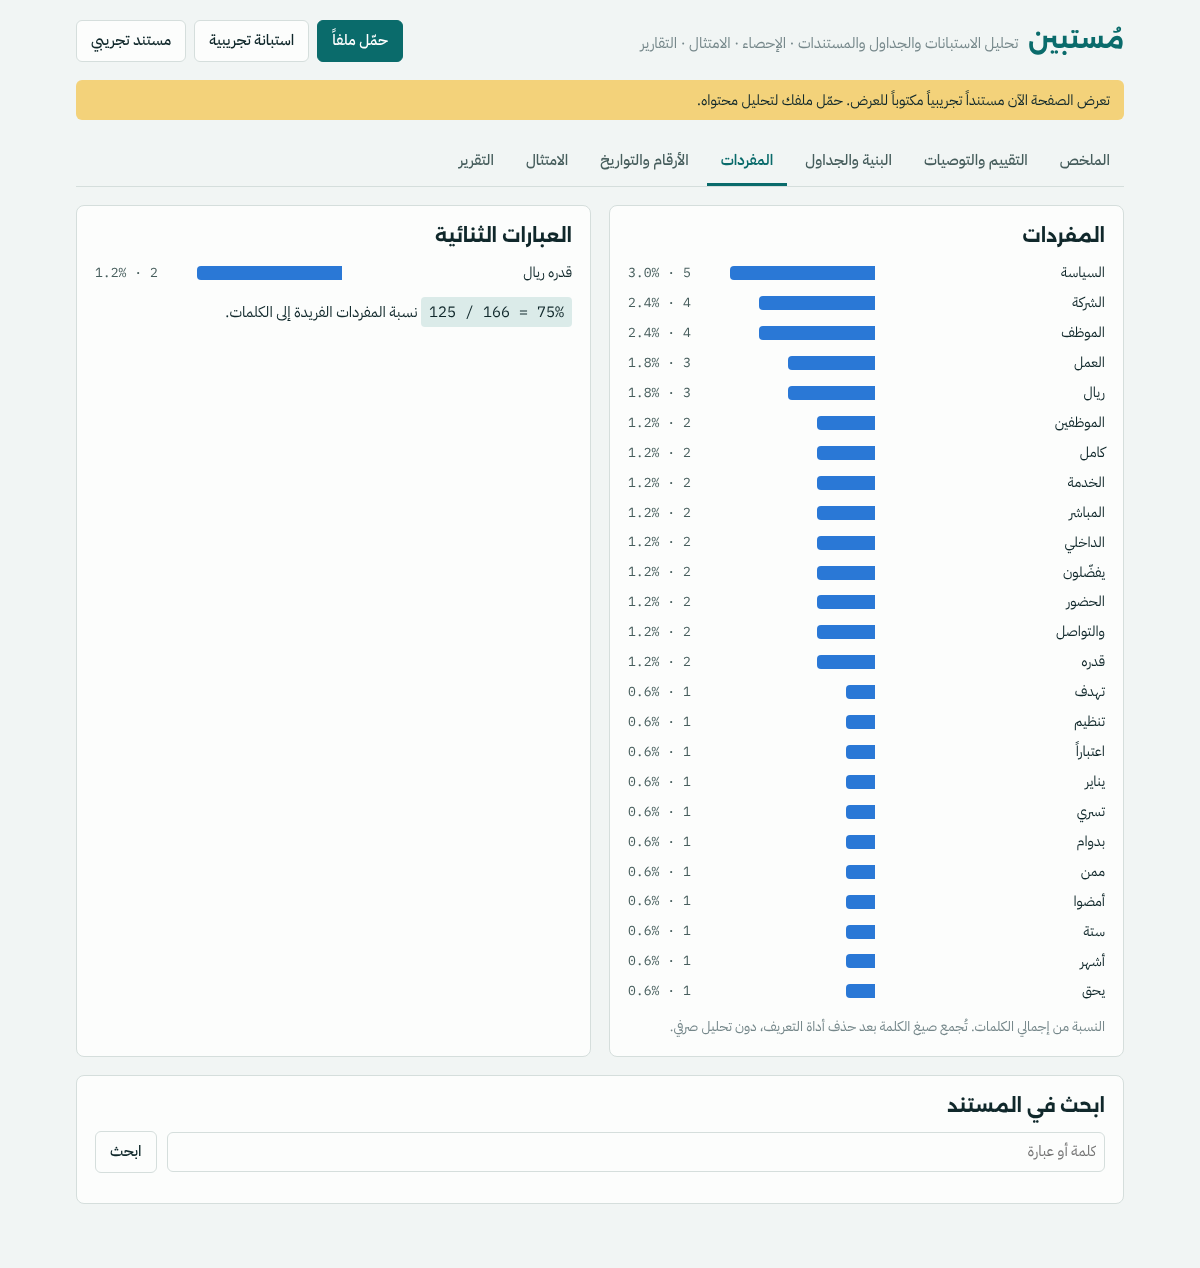 مُستبين
تحليل الاستبانات والجداول والمستندات · الإحصاء · الامتثال · التقارير
حمّل ملفاً
استبانة تجريبية
مستند تجريبي
تعرض الصفحة الآن مستنداً تجريبياً مكتوباً للعرض. حمّل ملفك لتحليل محتواه.
الملخص
التقييم والتوصيات
البنية والجداول
المفردات
الأرقام والتواريخ
الامتثال
التقرير
المفردات
السياسة 5 · 3.0%
الشركة 4 · 2.4%
الموظف 4 · 2.4%
العمل 3 · 1.8%
ريال 3 · 1.8%
الموظفين 2 · 1.2%
كامل 2 · 1.2%
الخدمة 2 · 1.2%
المباشر 2 · 1.2%
الداخلي 2 · 1.2%
يفضّلون 2 · 1.2%
الحضور 2 · 1.2%
والتواصل 2 · 1.2%
قدره 2 · 1.2%
تهدف 1 · 0.6%
تنظيم 1 · 0.6%
اعتباراً 1 · 0.6%
يناير 1 · 0.6%
تسري 1 · 0.6%
بدوام 1 · 0.6%
ممن 1 · 0.6%
أمضوا 1 · 0.6%
ستة 1 · 0.6%
أشهر 1 · 0.6%
يحق 1 · 0.6%
النسبة من إجمالي الكلمات. تُجمع صيغ الكلمة بعد حذف أداة التعريف، دون تحليل صرفي.
العبارات الثنائية
قدره ريال 2 · 1.2%
125 / 166 = 75% نسبة المفردات الفريدة إلى الكلمات.
ابحث في المستند
كلمة أو عبارة
ابحث